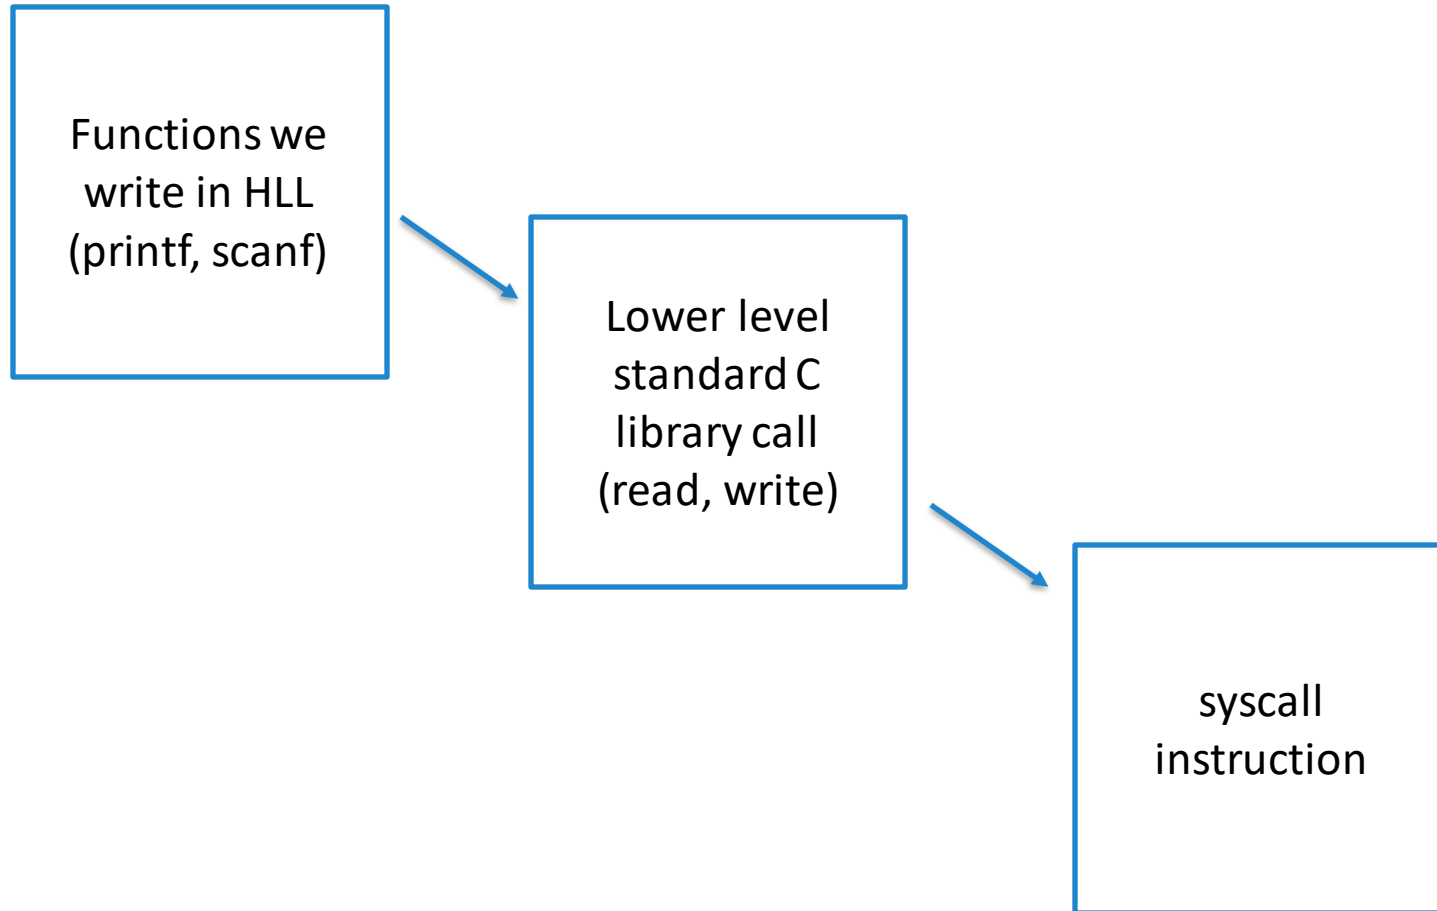 Functions we
write in HLL
(printf, scanf)
Lower level
standard C
library call
(read, write)
syscall
instruction